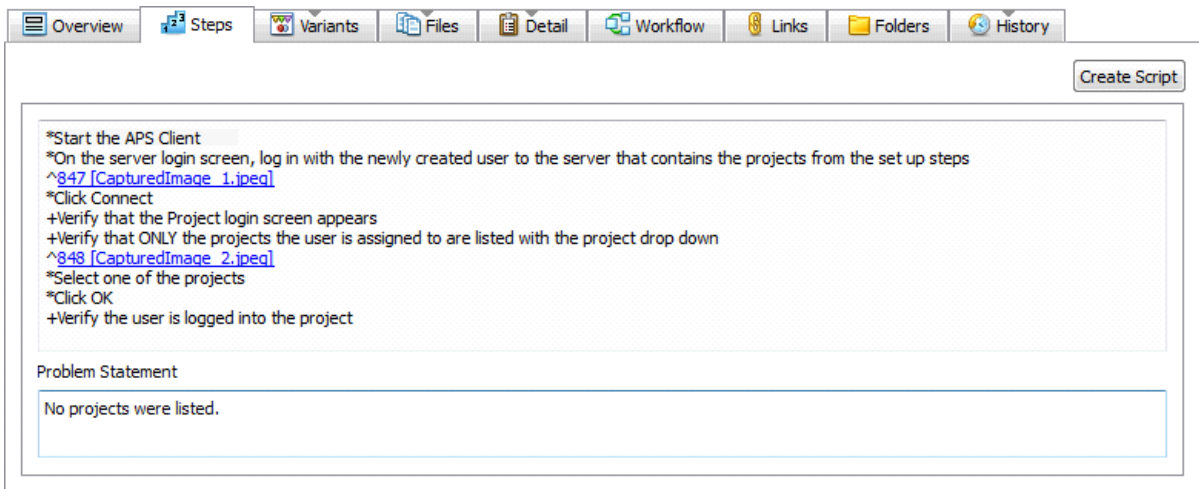 Overview
Steps
Variants
Files
Detail
Workflow
Links
Folders
History
Create Script
*Start the APS Client
*On the server login screen, log in with the newly created user to the server that contains the projects from the set up steps
^847 [CapturedImage_1.jpeg]
*Click Connect
+Verify that the Project login screen appears
+Verify that ONLY the projects the user is assigned to are listed with the project drop down
^848 [CapturedImage_2.jpeg]
*Select one of the projects
*Click OK
+Verify the user is logged into the project
Problem Statement
No projects were listed.